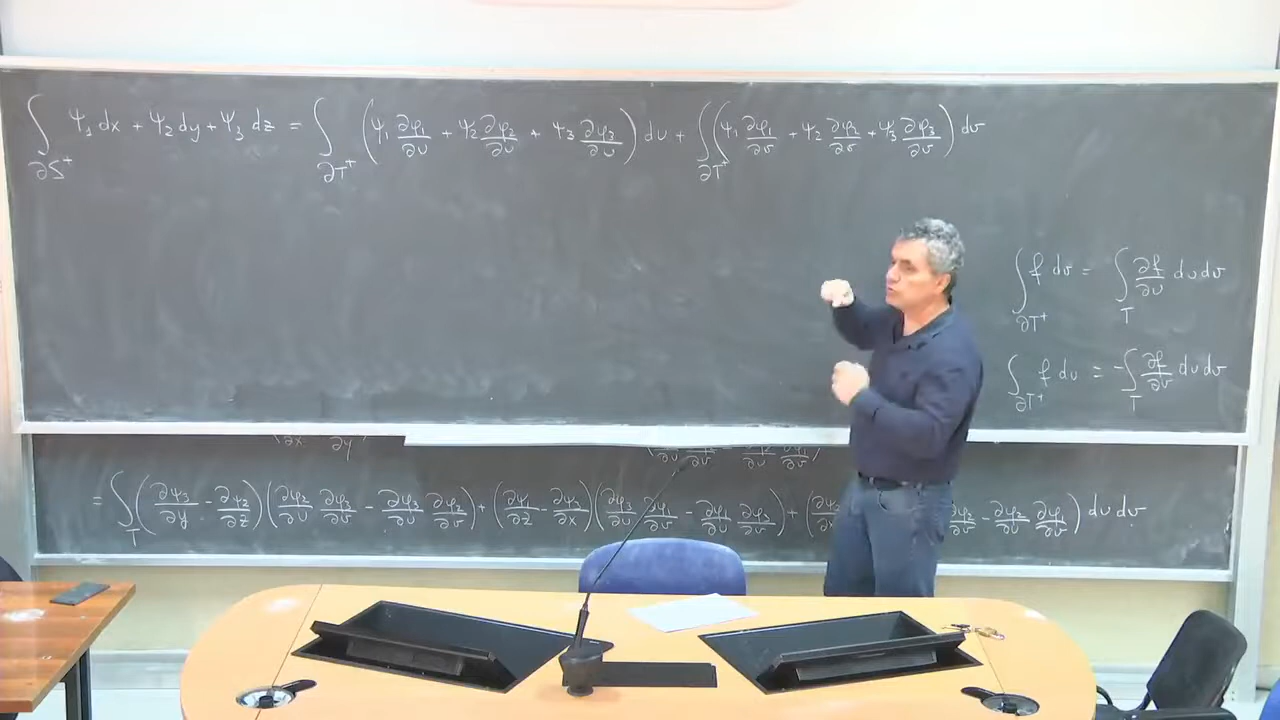 ∫_{∂S⁺} ψ₁ dx + ψ₂ dy + ψ₃ dz = ∫_{∂T⁺} (ψ₁ ∂φ₁/∂u + ψ₂ ∂φ₂/∂u + ψ₃ ∂φ₃/∂u) du + ∫_{∂T⁺} (ψ₁ ∂φ₁/∂v + ψ₂ ∂φ₂/∂v + ψ₃ ∂φ₃/∂v) dv
∫_{∂T⁺} f dv = ∫_T ∂f/∂u du dv
∫_{∂T⁺} f du = -∫_T ∂f/∂v du dv
= ∫_T (∂ψ₃/∂y - ∂ψ₂/∂z)(∂φ₂/∂u ∂φ₃/∂v - ∂φ₃/∂u ∂φ₂/∂v) + (∂ψ₁/∂z - ∂ψ₃/∂x)(∂φ₃/∂u ∂φ₁/∂v - ∂φ₁/∂u ∂φ₃/∂v) + ( ∂φ₂/∂v - ∂φ₂/∂u ∂φ₁/∂v) du dv